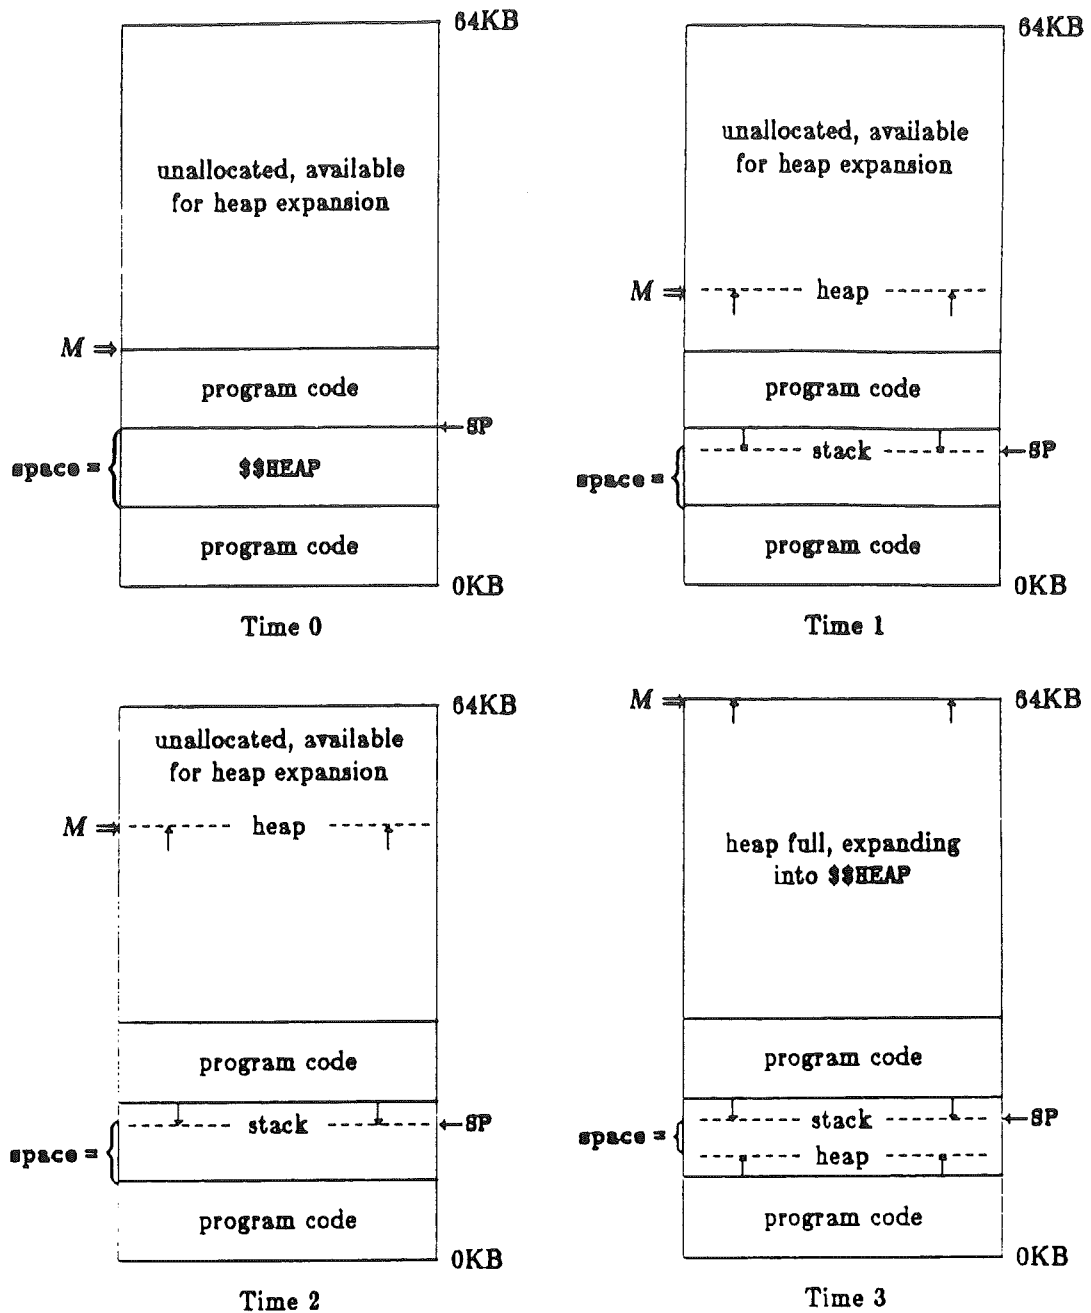 64KB
unallocated, available
for heap expansion
M ⇒
program code
←SP
space =
$$HEAP
program code
0KB
Time 0
64KB
unallocated, available
for heap expansion
M ⇒
heap
program code
stack
←SP
space =
program code
0KB
Time 1
64KB
unallocated, available
for heap expansion
M ⇒
heap
program code
stack
←SP
space =
program code
0KB
Time 2
M ⇒
64KB
heap full, expanding
into $$HEAP
program code
stack
←SP
space =
heap
program code
0KB
Time 3